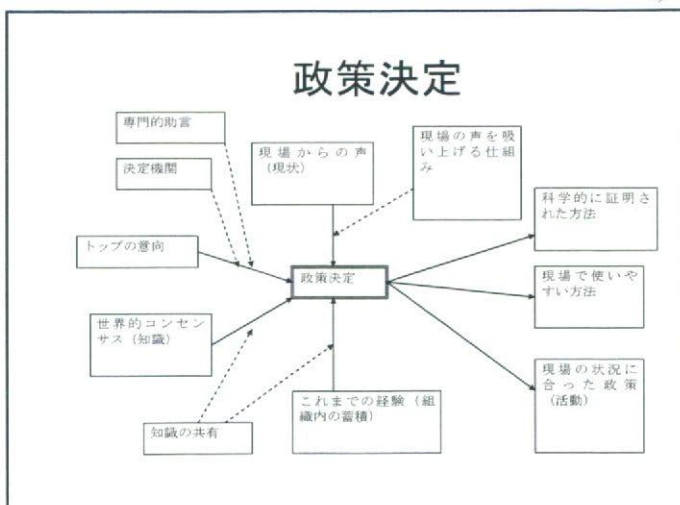 政策決定
専門的助言
決定機関
現場からの声
（現状）
現場の声を吸
い上げる仕組
み
科学的に証明さ
れた方法
トップの意向
政策決定
現場で使いや
すい方法
世界的コンセン
サス（知識）
現場の状況に
合った政策
（活動）
これまでの経験（組
織内の蓄積）
知識の共有